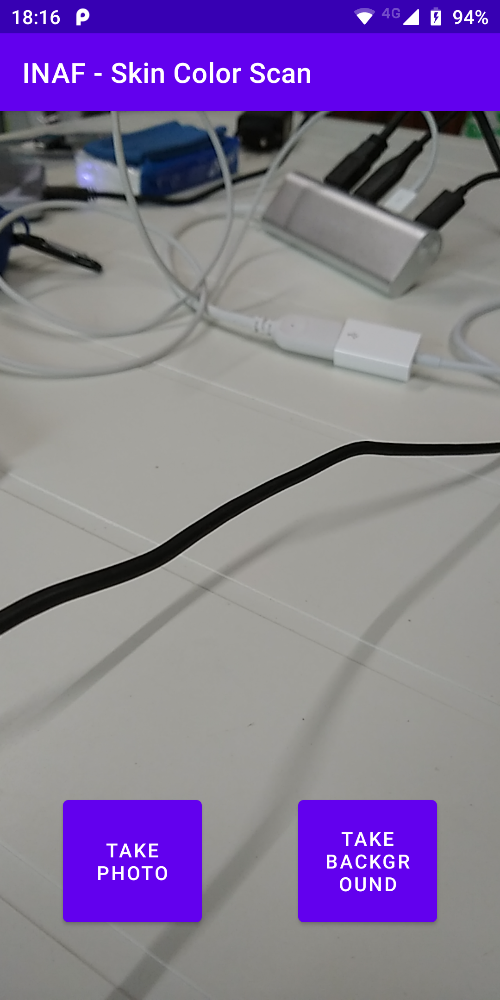 18:16
4G
94%
INAF - Skin Color Scan
TAKE
PHOTO
TAKE
BACKGR
OUND